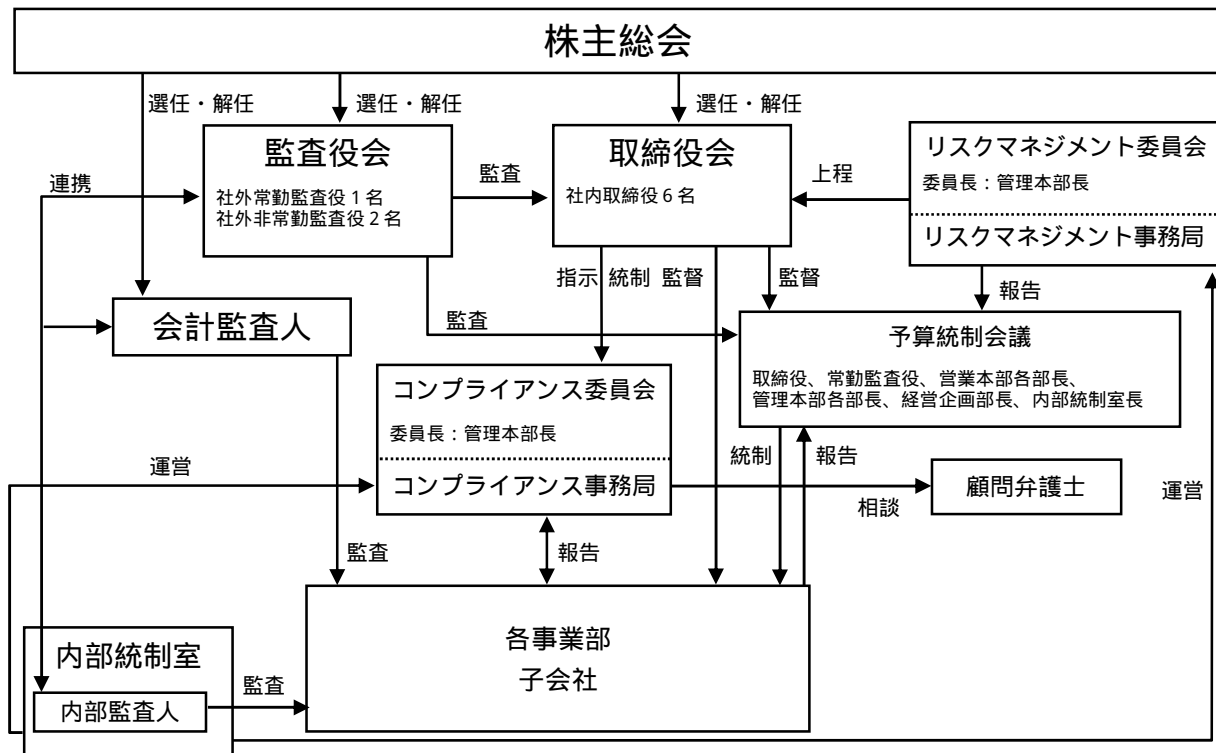 株主総会
選任・解任
選任・解任
選任・解任
監査役会
社外常勤監査役1名
社外非常勤監査役2名
監査
取締役会
社内取締役6名
上程
リスクマネジメント委員会
委員長：管理本部長
リスクマネジメント事務局
連携
指示
統制
監督
監督
報告
会計監査人
監査
予算統制会議
取締役、常勤監査役、営業本部各部長、
管理本部各部長、経営企画部長、内部統制室長
コンプライアンス委員会
委員長：管理本部長
コンプライアンス事務局
運営
統制
報告
相談
顧問弁護士
運営
監査
報告
各事業部
子会社
内部統制室
内部監査人
監査